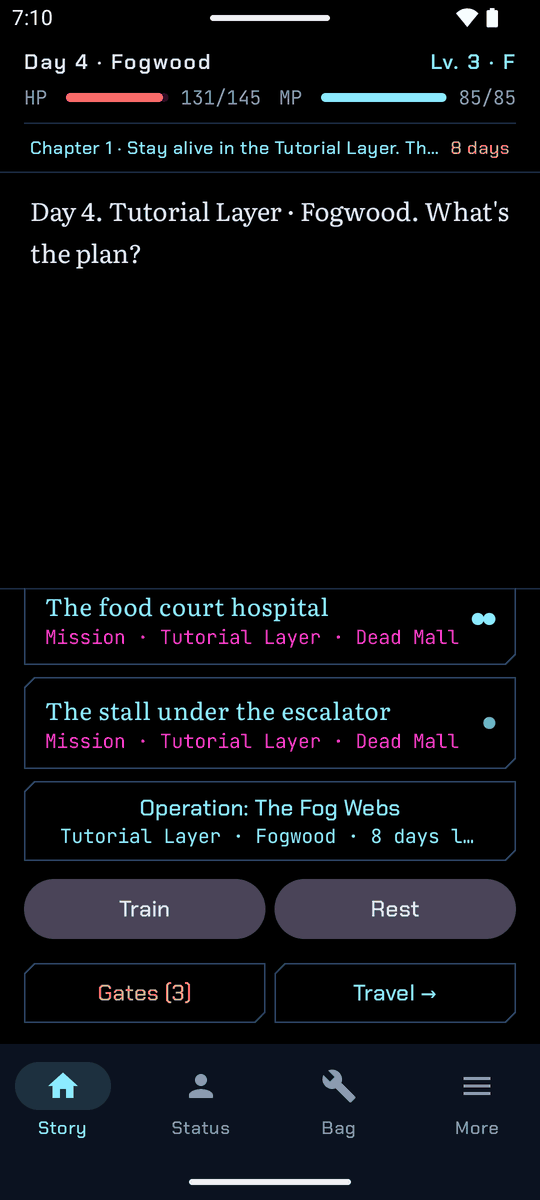 7:10
Day 4 · Fogwood
Lv. 3 · F
HP 131/145 MP 85/85
Chapter 1 · Stay alive in the Tutorial Layer. Th… 8 days
Day 4. Tutorial Layer · Fogwood. What's
the plan?
The food court hospital
Mission · Tutorial Layer · Dead Mall
The stall under the escalator
Mission · Tutorial Layer · Dead Mall
Operation: The Fog Webs
Tutorial Layer · Fogwood · 8 days l…
Train
Rest
Gates (3)
Travel →
Story
Status
Bag
More